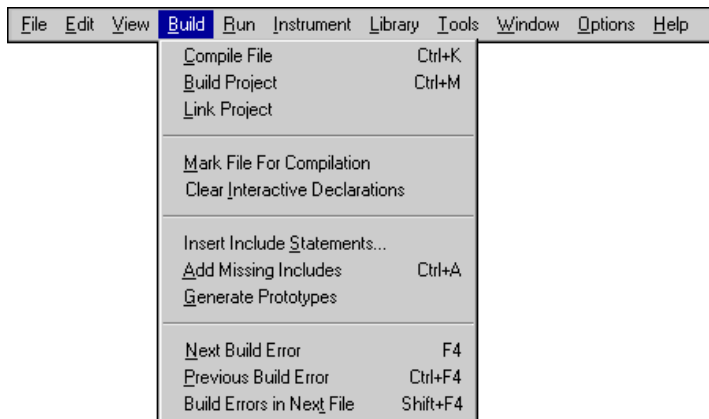 File Edit View Build Run Instrument Library Tools Window Options Help
Compile File Ctrl+K
Build Project Ctrl+M
Link Project
Mark File For Compilation
Clear Interactive Declarations
Insert Include Statements...
Add Missing Includes Ctrl+A
Generate Prototypes
Next Build Error F4
Previous Build Error Ctrl+F4
Build Errors in Next File Shift+F4